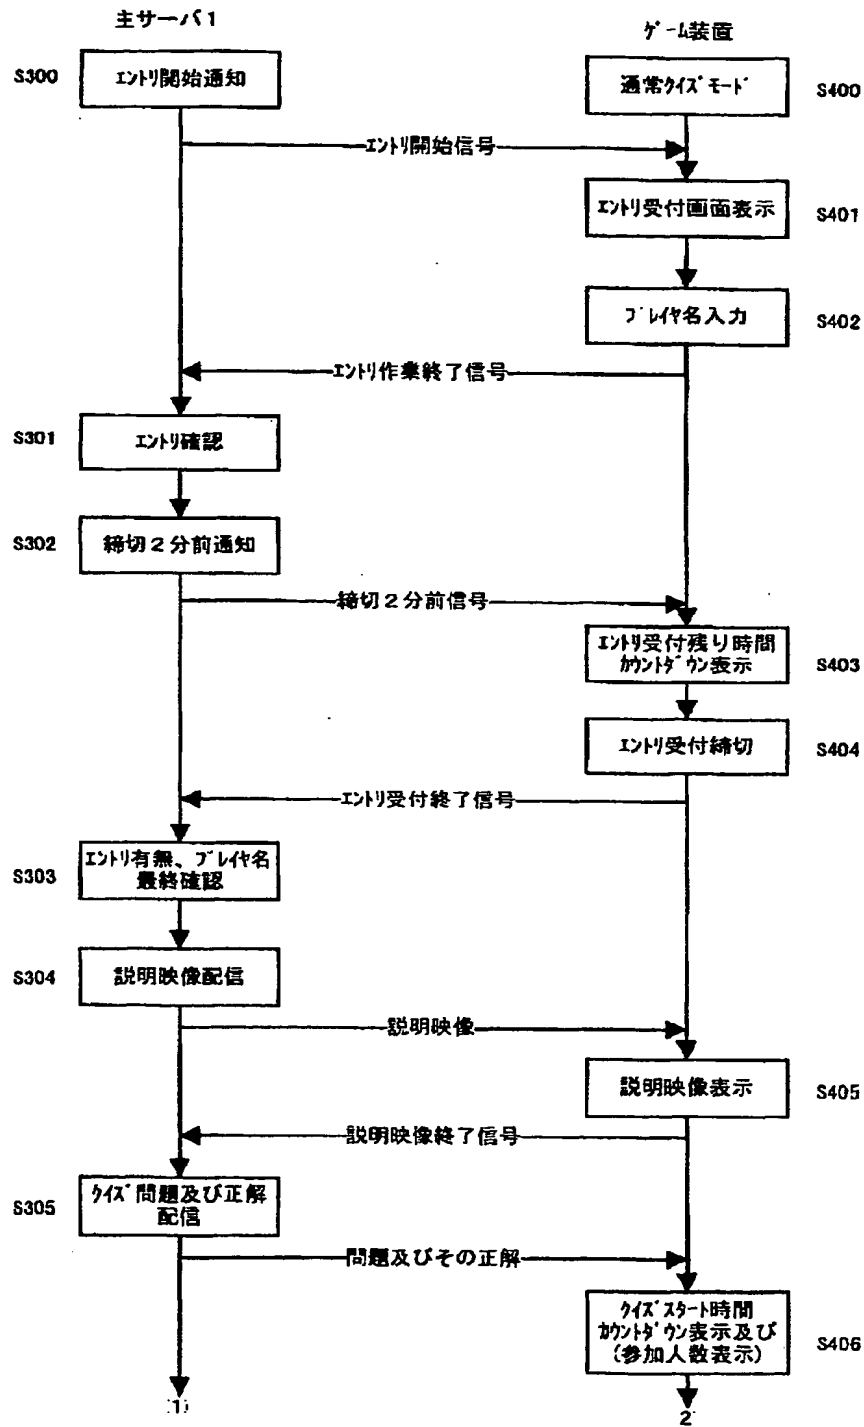 主サーバ1
ゲーム装置
S300
エントリ開始通知
通常クイズモード
S400
エントリ開始信号
エントリ受付画面表示
S401
プレイヤ名入力
S402
エントリ作業終了信号
S301
エントリ確認
S302
締切2分前通知
締切2分前信号
エントリ受付残り時間
カウントダウン表示
S403
エントリ受付締切
S404
エントリ受付終了信号
S303
エントリ有無、プレイヤ名
最終確認
S304
説明映像配信
説明映像
説明映像表示
S405
説明映像終了信号
S305
クイズ問題及び正解
配信
問題及びその正解
クイズスタート時間
カウントダウン表示及び
(参加人数表示)
S406
(1)
2)